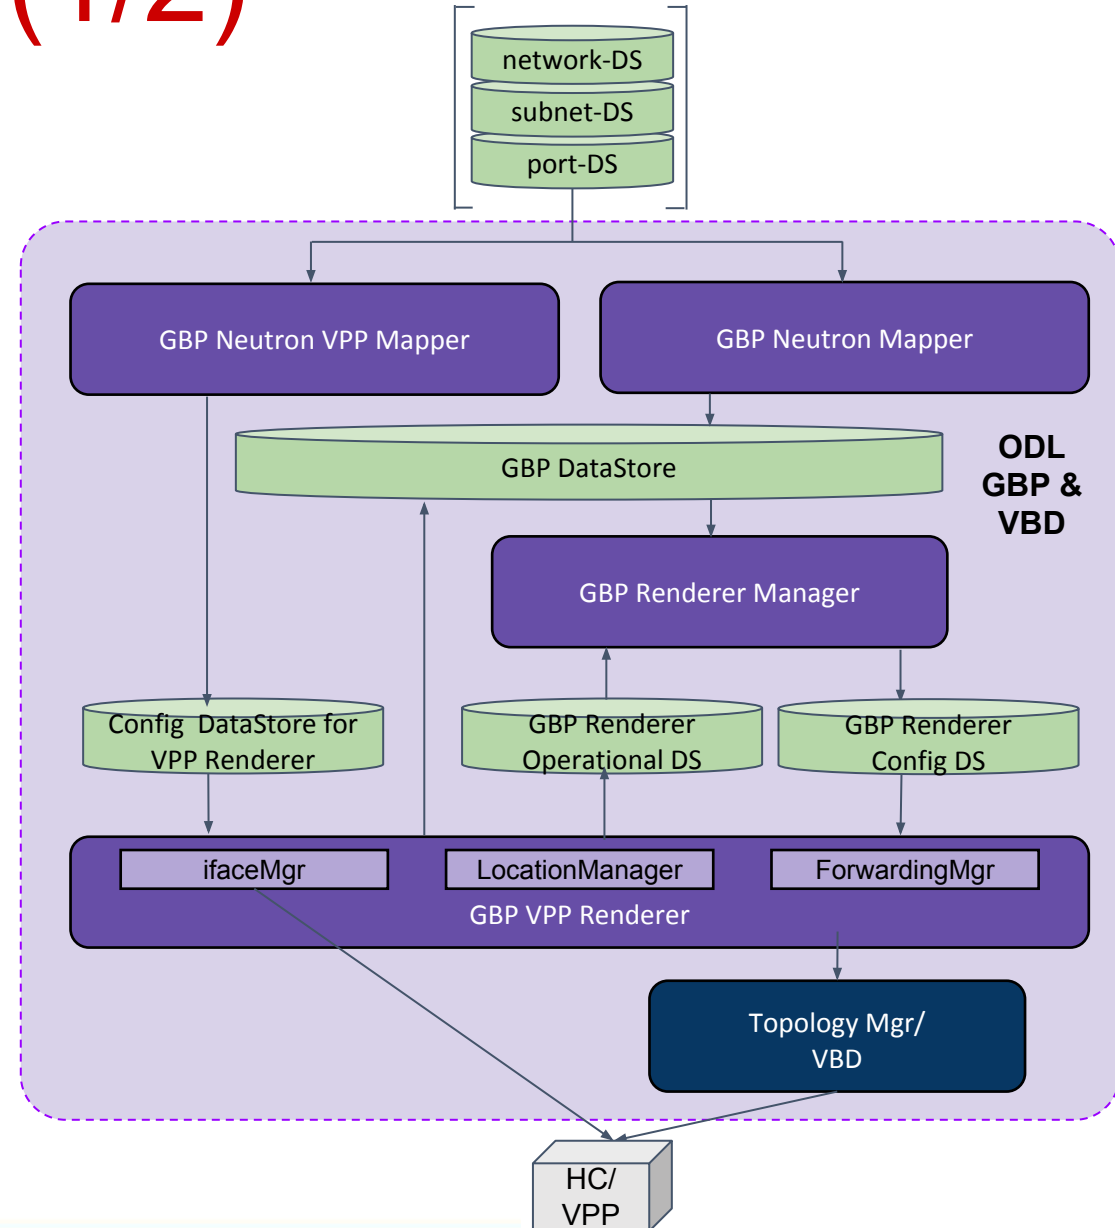 (1/2)
network-DS
subnet-DS
port-DS
GBP Neutron VPP Mapper
GBP Neutron Mapper
GBP DataStore
ODL
GBP &
VBD
GBP Renderer Manager
Config DataStore for
VPP Renderer
GBP Renderer
Operational DS
GBP Renderer
Config DS
ifaceMgr
LocationManager
ForwardingMgr
GBP VPP Renderer
Topology Mgr/
VBD
HC/
VPP